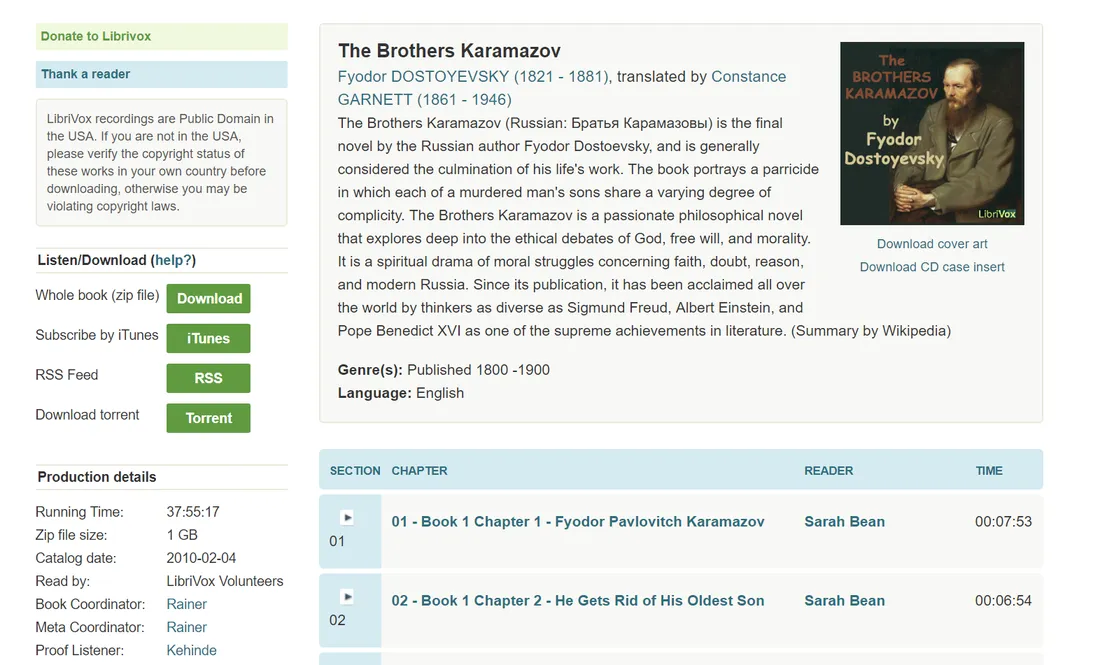 Donate to Librivox
Thank a reader
LibriVox recordings are Public Domain in
the USA. If you are not in the USA,
please verify the copyright status of
these works in your own country before
downloading, otherwise you may be
violating copyright laws.
Listen/Download (help?)
Whole book (zip file) Download
Subscribe by iTunes iTunes
RSS Feed RSS
Download torrent Torrent
Production details
Running Time: 37:55:17
Zip file size: 1 GB
Catalog date: 2010-02-04
Read by: LibriVox Volunteers
Book Coordinator: Rainer
Meta Coordinator: Rainer
Proof Listener: Kehinde
The Brothers Karamazov
Fyodor DOSTOYEVSKY (1821 - 1881), translated by Constance
GARNETT (1861 - 1946)
The Brothers Karamazov (Russian: Братья Карамазовы) is the final
novel by the Russian author Fyodor Dostoevsky, and is generally
considered the culmination of his life's work. The book portrays a parricide
in which each of a murdered man's sons share a varying degree of
complicity. The Brothers Karamazov is a passionate philosophical novel
that explores deep into the ethical debates of God, free will, and morality.
It is a spiritual drama of moral struggles concerning faith, doubt, reason,
and modern Russia. Since its publication, it has been acclaimed all over
the world by thinkers as diverse as Sigmund Freud, Albert Einstein, and
Pope Benedict XVI as one of the supreme achievements in literature. (Summary by Wikipedia)
Genre(s): Published 1800 -1900
Language: English
The
BROTHERS
KARAMAZOV
by
Fyodor
Dostoyevsky
LibriVox
Download cover art
Download CD case insert
SECTION CHAPTER READER TIME
01 01 - Book 1 Chapter 1 - Fyodor Pavlovitch Karamazov Sarah Bean 00:07:53
02 02 - Book 1 Chapter 2 - He Gets Rid of His Oldest Son Sarah Bean 00:06:54